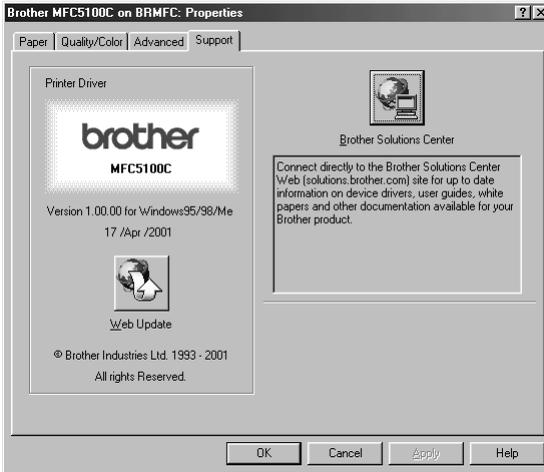 Brother MFC5100C on BRMFC: Properties
Paper
Quality/Color
Advanced
Support
Printer Driver
brother
MFC5100C
Version 1.00.00 for Windows95/98/Me
17 /Apr /2001
Web Update
© Brother Industries Ltd. 1993 - 2001
All rights Reserved.
Brother Solutions Center
Connect directly to the Brother Solutions Center
Web (solutions.brother.com) site for up to date
information on device drivers, user guides, white
papers and other documentation available for your
Brother product.
OK
Cancel
Apply
Help